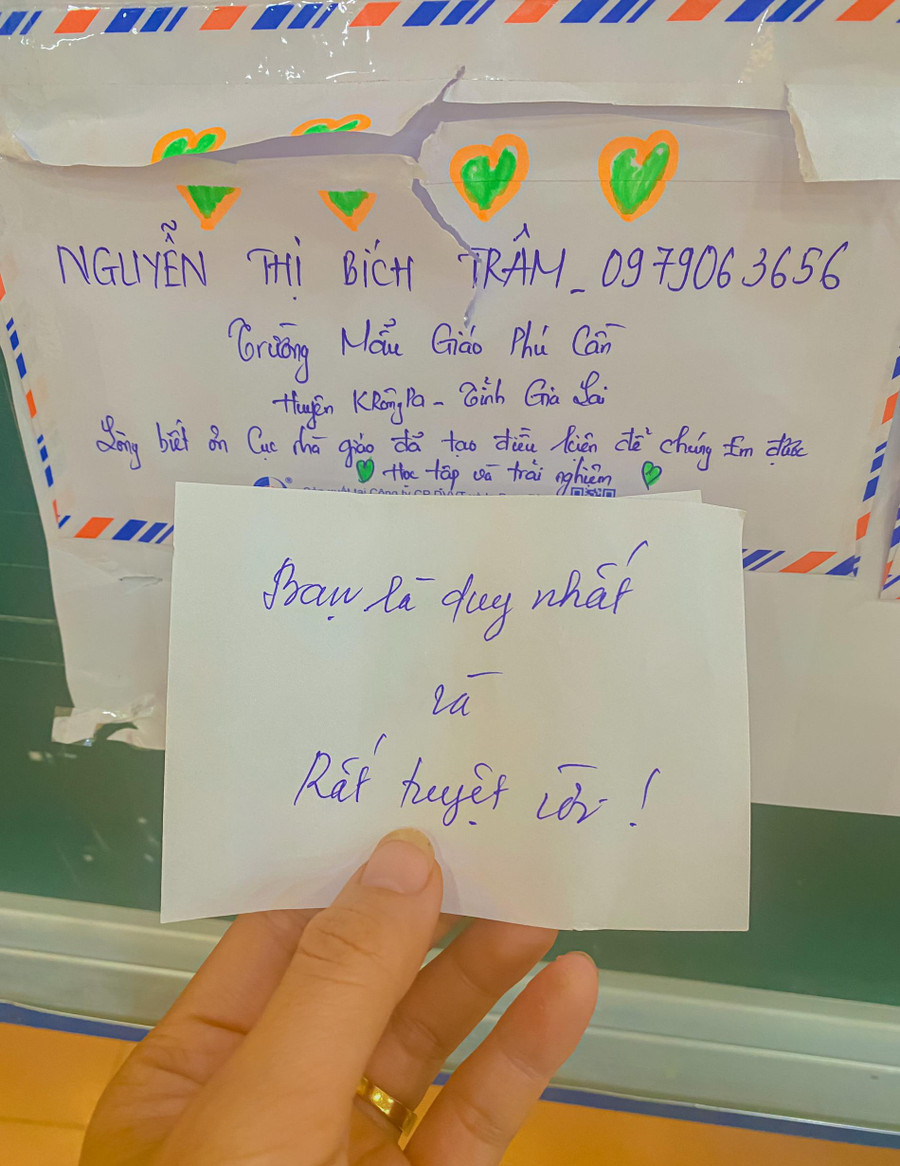 NGUYỄN THỊ BÍCH TRÂM_0979063656
Trường Mẫu Giáo Phú Cần
Huyện KRôngPa - Tỉnh Gia Lai
Lòng biết ơn Cục nhà giáo đã tạo điều kiện để chúng Em được
Học tập và trải nghiệm
Bạn là duy nhất
và
Rất tuyệt vời !